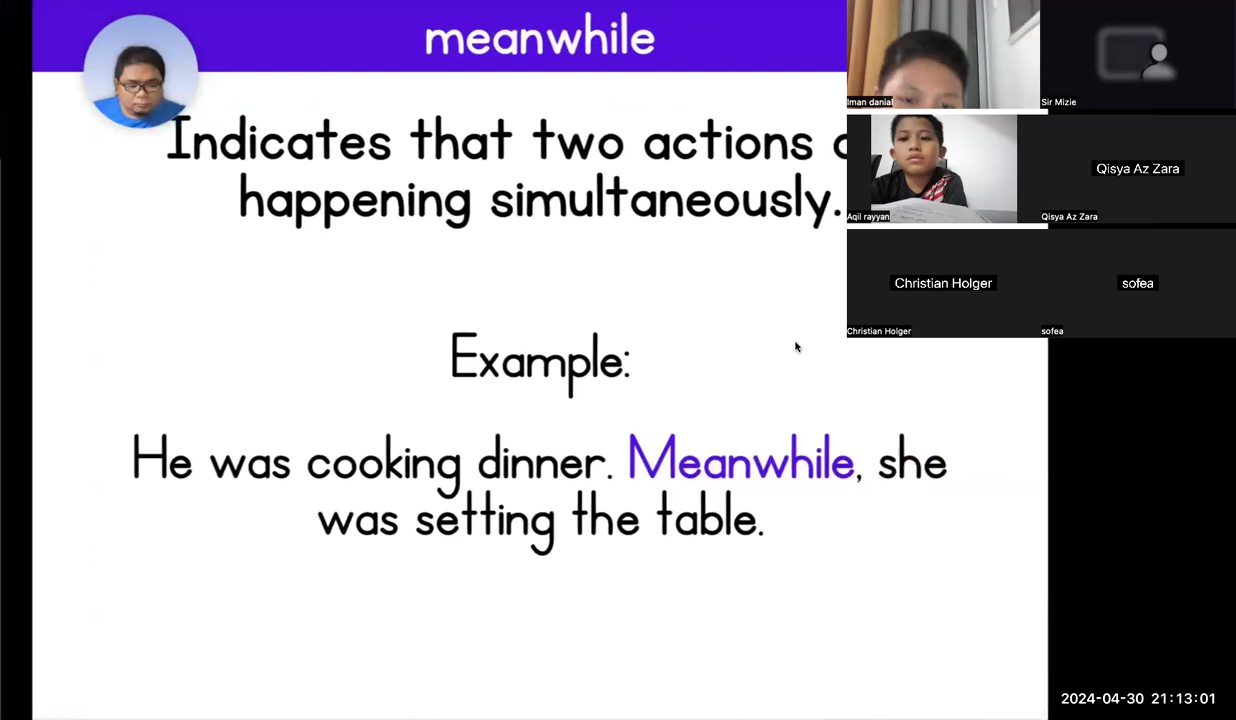 meanwhile
Indicates that two actions
happening simultaneously.
Example:
He was cooking dinner. Meanwhile, she
was setting the table.
Iman danial
Sir Mizie
Aqil rayyan
Qisya Az Zara
Qisya Az Zara
Christian Holger
Christian Holger
sofea
sofea
2024-04-30 21:13:01